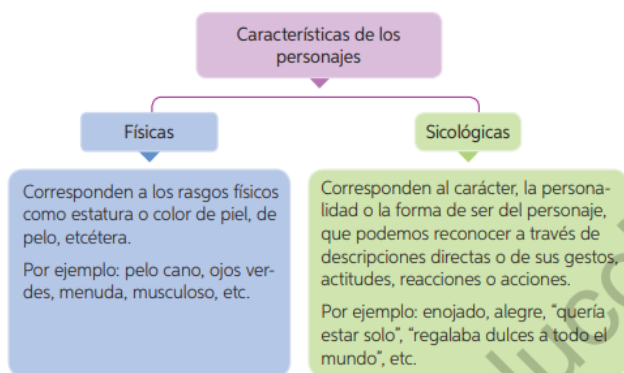 Características de los
personajes
Físicas
Corresponden a los rasgos físicos
como estatura o color de piel, de
pelo, etcétera.
Por ejemplo: pelo cano, ojos ver-
des, menuda, musculoso, etc.
Sicológicas
Corresponden al carácter, la persona-
lidad o la forma de ser del personaje,
que podemos reconocer a través de
descripciones directas o de sus gestos,
actitudes, reacciones o acciones.
Por ejemplo: enojado, alegre, “quería
estar solo”, “regalaba dulces a todo el
mundo”, etc.